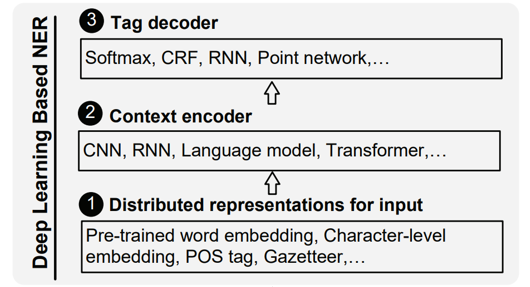 Deep Learning Based NER
3 Tag decoder
Softmax, CRF, RNN, Point network,...
2 Context encoder
CNN, RNN, Language model, Transformer,...
1 Distributed representations for input
Pre-trained word embedding, Character-level
embedding, POS tag, Gazetteer,...